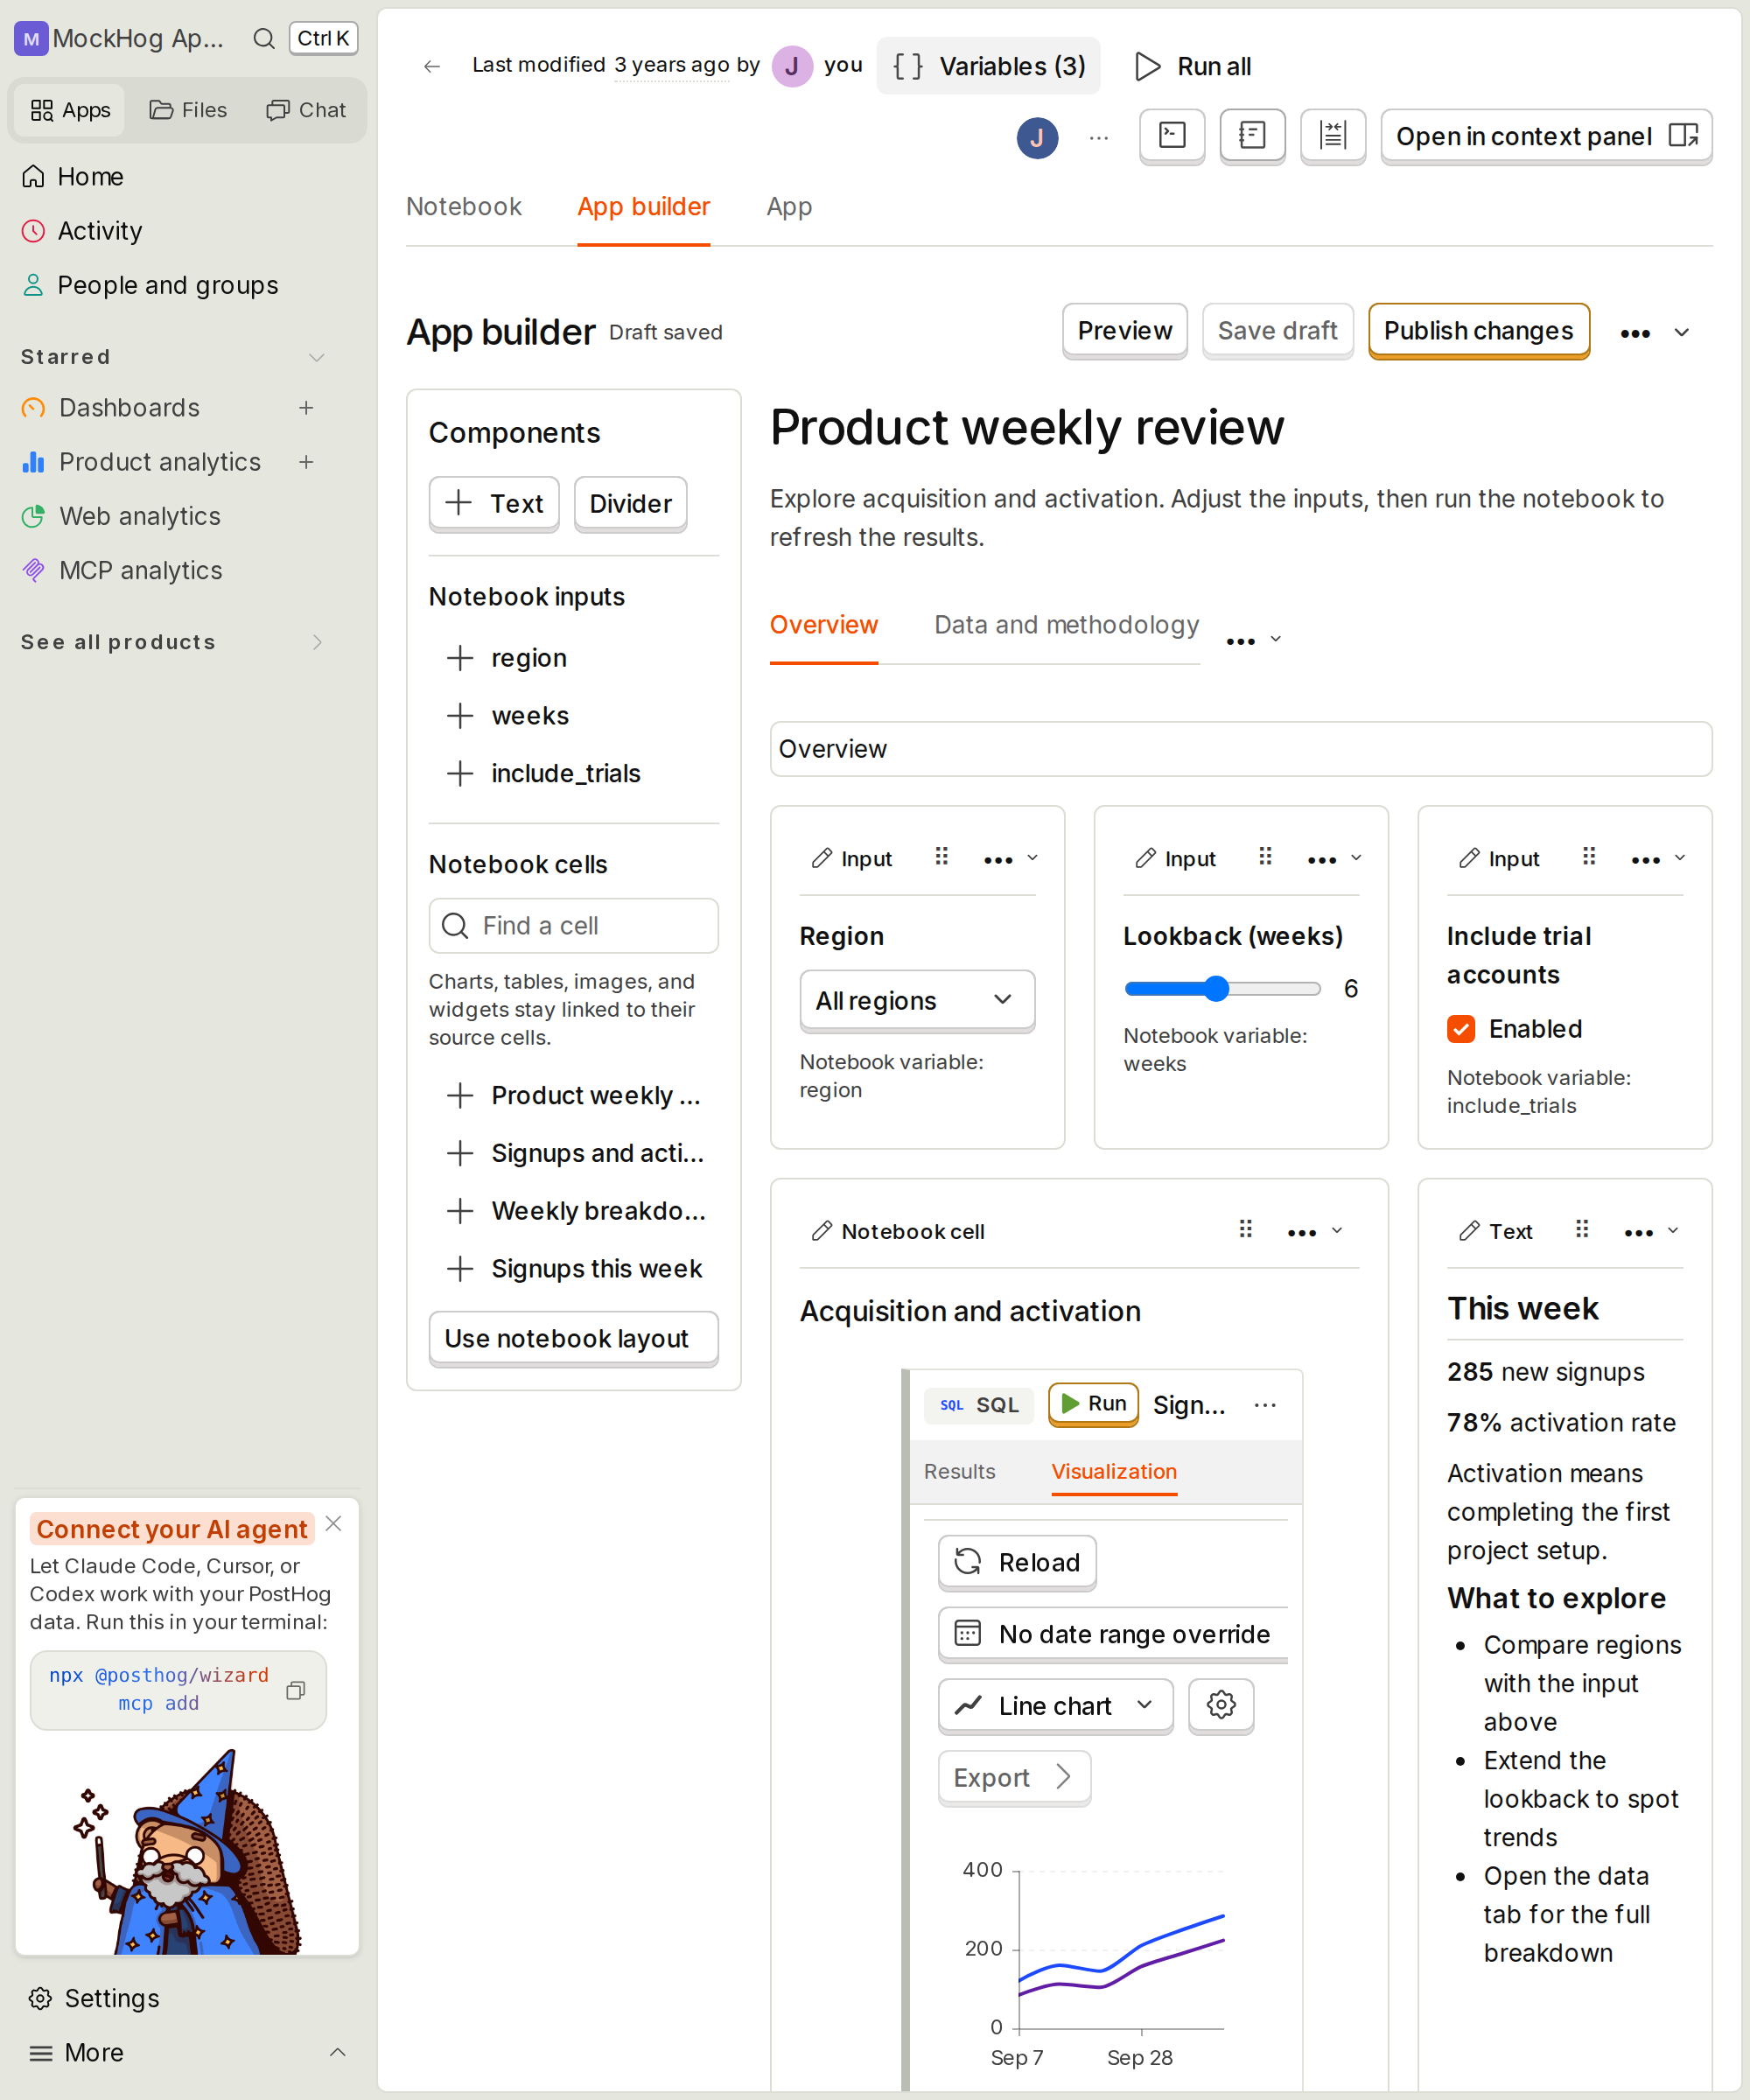 M MockHog Ap... Ctrl K
Apps Files Chat
Home
Activity
People and groups
Starred
Dashboards
Product analytics
Web analytics
MCP analytics
See all products
Connect your AI agent
Let Claude Code, Cursor, or
Codex work with your PostHog
data. Run this in your terminal:
npx @posthog/wizard
mcp add
Settings
More
Last modified 3 years ago by J you Variables (3) Run all
J ... Open in context panel
Notebook App builder App
App builder Draft saved Preview Save draft Publish changes
Components
Text Divider
Notebook inputs
region
weeks
include_trials
Notebook cells
Find a cell
Charts, tables, images, and
widgets stay linked to their
source cells.
Product weekly ...
Signups and acti...
Weekly breakdo...
Signups this week
Use notebook layout
Product weekly review
Explore acquisition and activation. Adjust the inputs, then run the notebook to
refresh the results.
Overview Data and methodology
Overview
Input
Region
All regions
Notebook variable:
region
Input
Lookback (weeks)
6
Notebook variable:
weeks
Input
Include trial
accounts
Enabled
Notebook variable:
include_trials
Notebook cell
Acquisition and activation
SQL SQL Run Sign...
Results Visualization
Reload
No date range override
Line chart
Export
400
200
0
Sep 7 Sep 28
Text
This week
285 new signups
78% activation rate
Activation means
completing the first
project setup.
What to explore
• Compare regions
with the input
above
• Extend the
lookback to spot
trends
• Open the data
tab for the full
breakdown